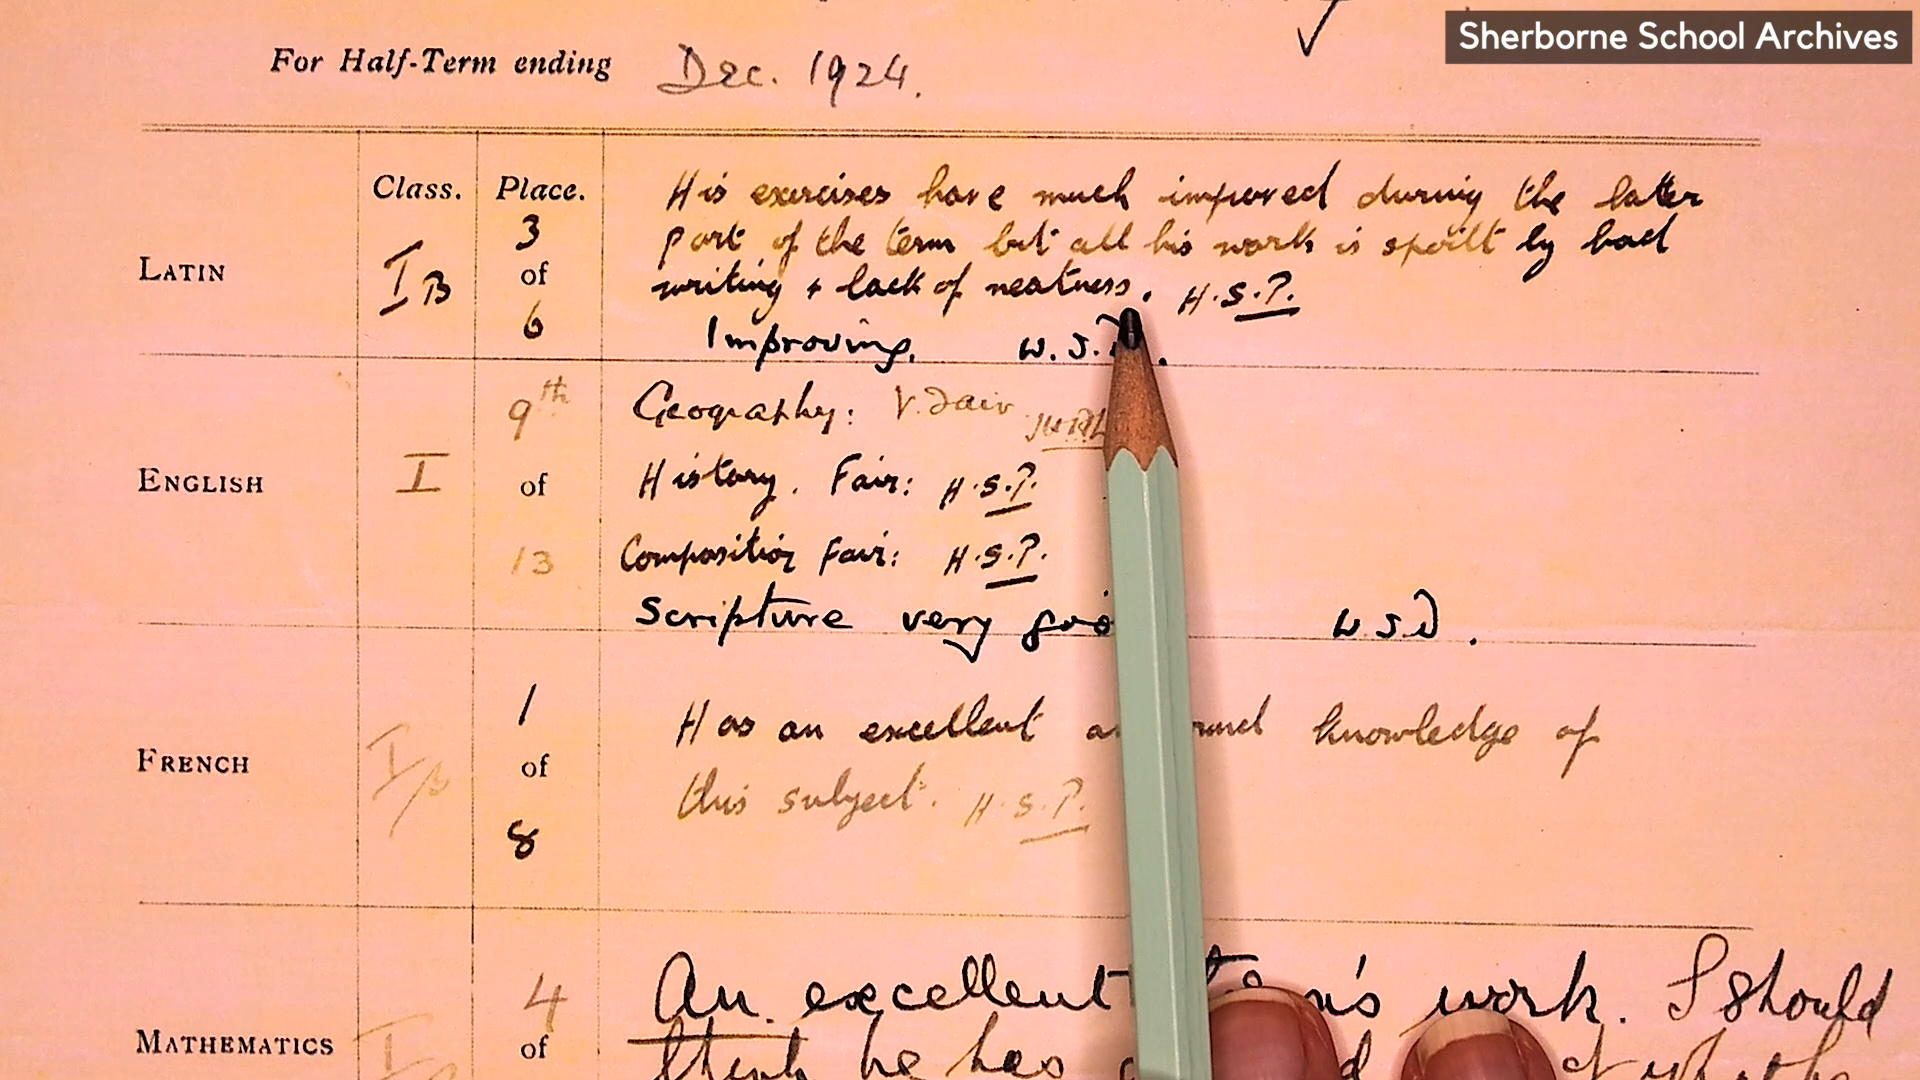 Sherborne School Archives
For Half-Term ending Dec. 1924.
Class. Place.
LATIN
I B
3
of
6
His exercises have much improved during the later
part of the term but all his work is spoilt by bad
writing + lack of neatness. H.S.P.
Improving. W.J.
ENGLISH
I
9th
of
13
Geography: V. Fair
History. Fair: H.S.P.
Composition Fair: H.S.P.
Scripture very goo
FRENCH
I B
1
of
8
Has an excellent knowledge of
this subject. H.S.P.
MATHEMATICS
I
4
of
An excellent work. I should
think he has